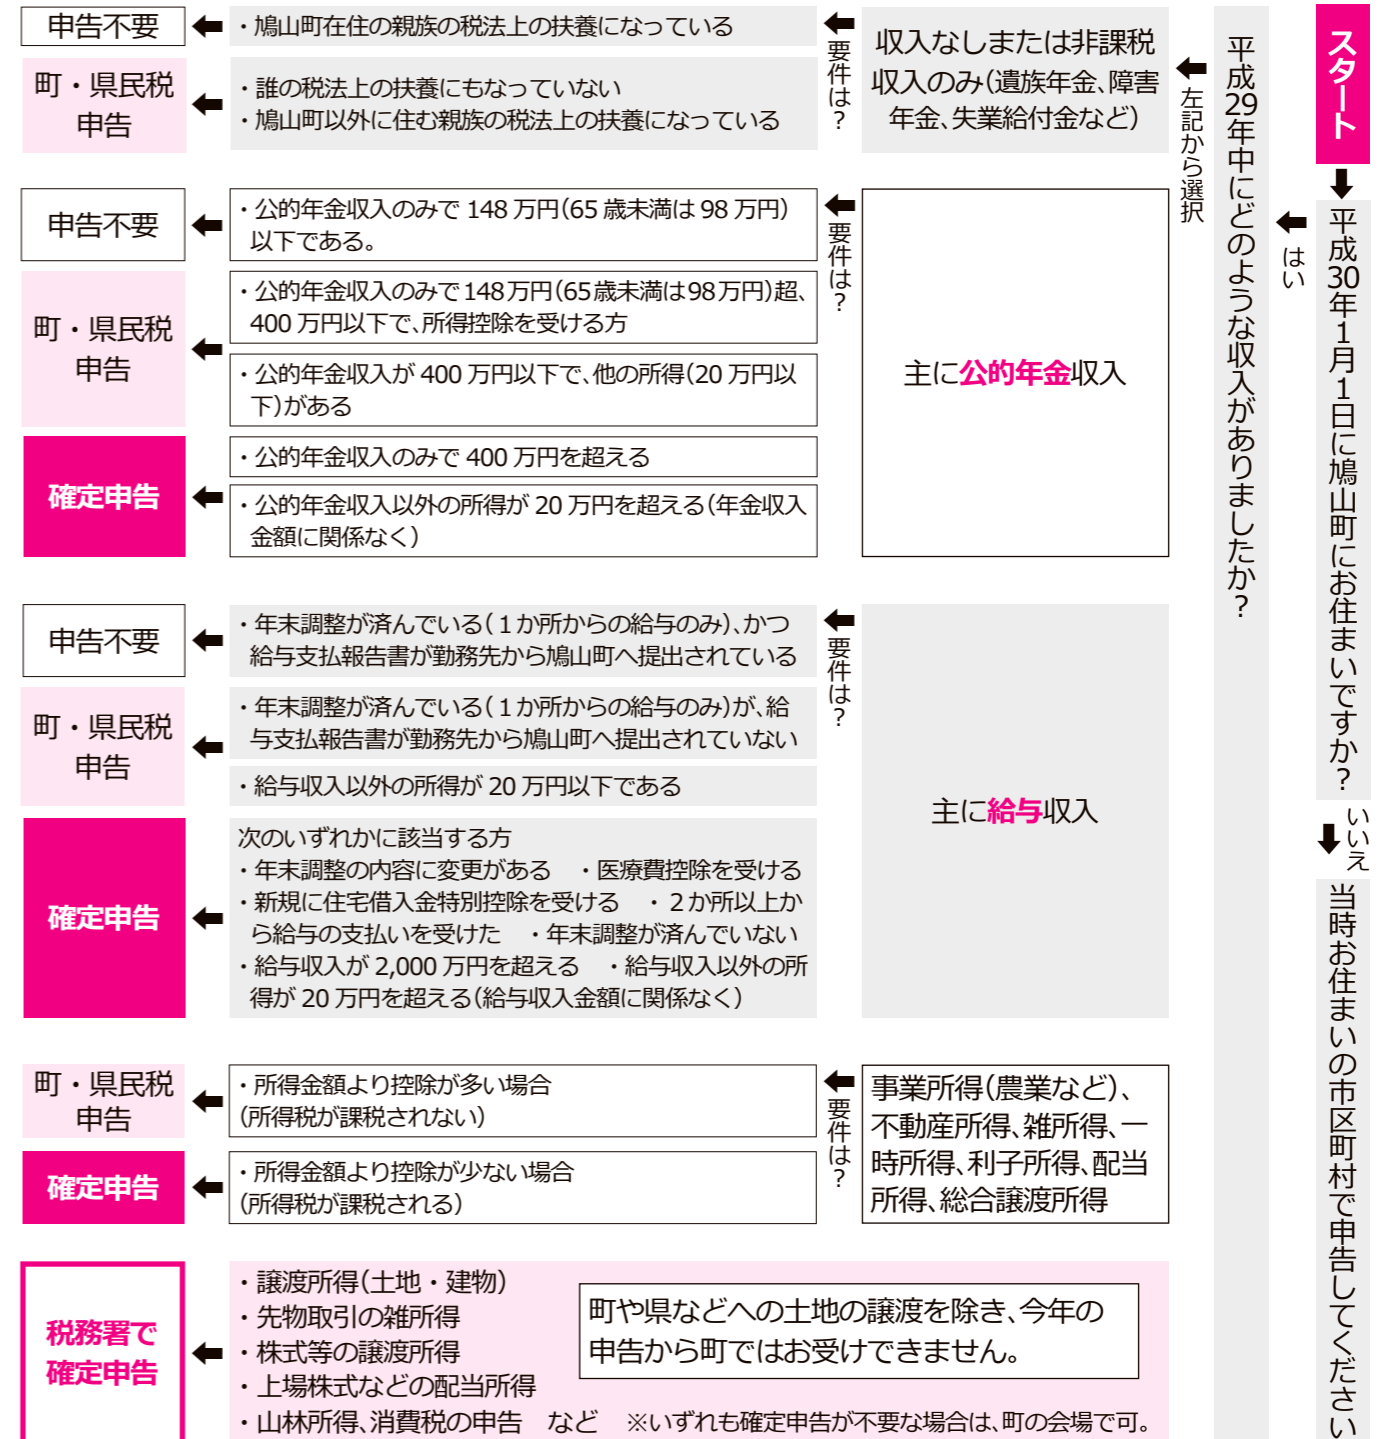 スタート
平成30年1月1日に鳩山町にお住まいですか?
いいえ
当時お住まいの市区町村で申告してください
はい
平成29年中にどのような収入がありましたか?
左記から選択
収入なしまたは非課税
収入のみ(遺族年金、障害
年金、失業給付金など)
要件は?
・鳩山町在住の親族の税法上の扶養になっている
申告不要
・誰の税法上の扶養にもなっていない
・鳩山町以外に住む親族の税法上の扶養になっている
町・県民税
申告
主に公的年金収入
要件は?
・公的年金収入のみで 148 万円(65 歳未満は 98 万円)
以下である。
申告不要
・公的年金収入のみで148万円(65歳未満は98万円)超、
400 万円以下で、所得控除を受ける方
・公的年金収入が 400 万円以下で、他の所得(20 万円以
下)がある
町・県民税
申告
・公的年金収入のみで 400 万円を超える
・公的年金収入以外の所得が 20 万円を超える(年金収入
金額に関係なく)
確定申告
主に給与収入
要件は?
・年末調整が済んでいる(1か所からの給与のみ)、かつ
給与支払報告書が勤務先から鳩山町へ提出されている
申告不要
・年末調整が済んでいる(1か所からの給与のみ)が、給
与支払報告書が勤務先から鳩山町へ提出されていない
・給与収入以外の所得が 20 万円以下である
町・県民税
申告
次のいずれかに該当する方
・年末調整の内容に変更がある　・医療費控除を受ける
・新規に住宅借入金特別控除を受ける　・2か所以上か
ら給与の支払いを受けた　・年末調整が済んでいない
・給与収入が 2,000 万円を超える　・給与収入以外の所
得が 20 万円を超える(給与収入金額に関係なく)
確定申告
事業所得(農業など)、
不動産所得、雑所得、一
時所得、利子所得、配当
所得、総合譲渡所得
要件は?
・所得金額より控除が多い場合
(所得税が課税されない)
町・県民税
申告
・所得金額より控除が少ない場合
(所得税が課税される)
確定申告
・譲渡所得(土地・建物)
・先物取引の雑所得
・株式等の譲渡所得
・上場株式などの配当所得
・山林所得、消費税の申告　など　※いずれも確定申告が不要な場合は、町の会場で可。
町や県などへの土地の譲渡を除き、今年の
申告から町ではお受けできません。
税務署で
確定申告